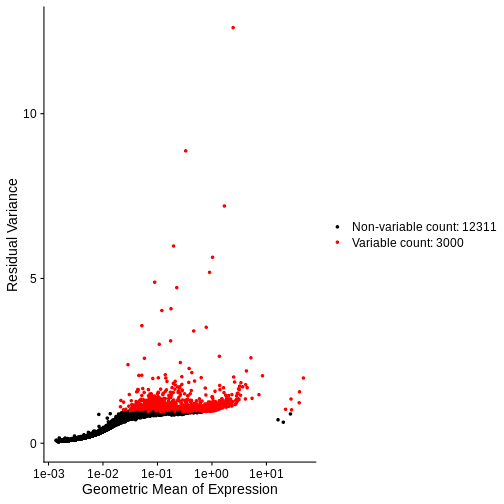 Residual Variance
10
5
0
1e-03 1e-02 1e-01 1e+00 1e+01
Geometric Mean of Expression
Non-variable count: 12311
Variable count: 3000